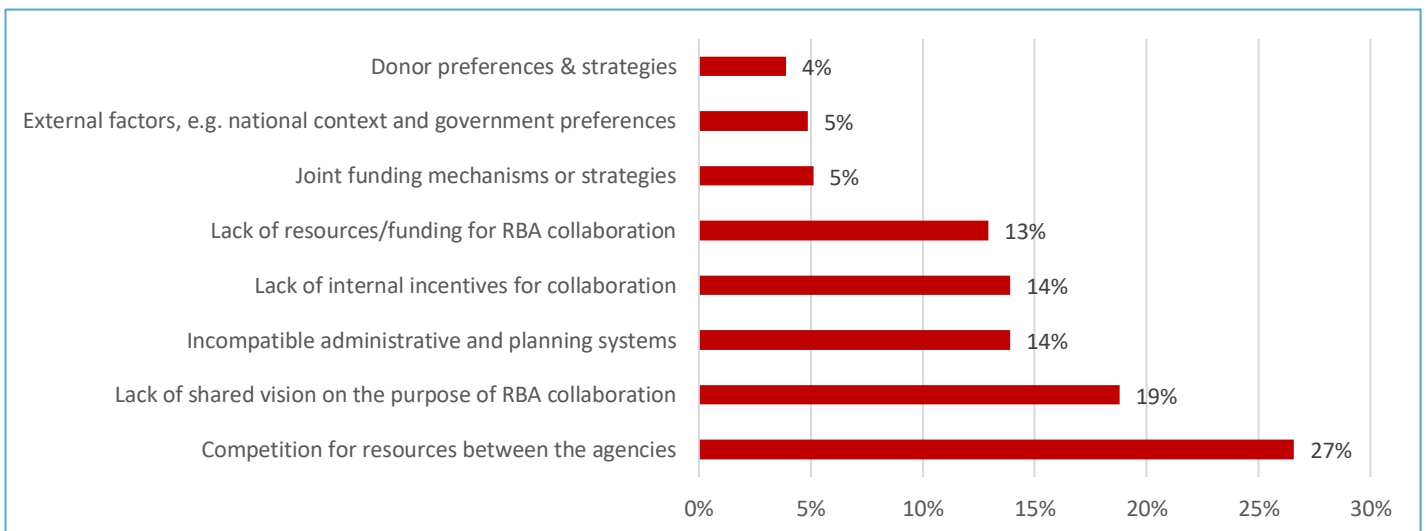 Donor preferences & strategies 4%
External factors, e.g. national context and government preferences 5%
Joint funding mechanisms or strategies 5%
Lack of resources/funding for RBA collaboration 13%
Lack of internal incentives for collaboration 14%
Incompatible administrative and planning systems 14%
Lack of shared vision on the purpose of RBA collaboration 19%
Competition for resources between the agencies 27%
0% 5% 10% 15% 20% 25% 30%